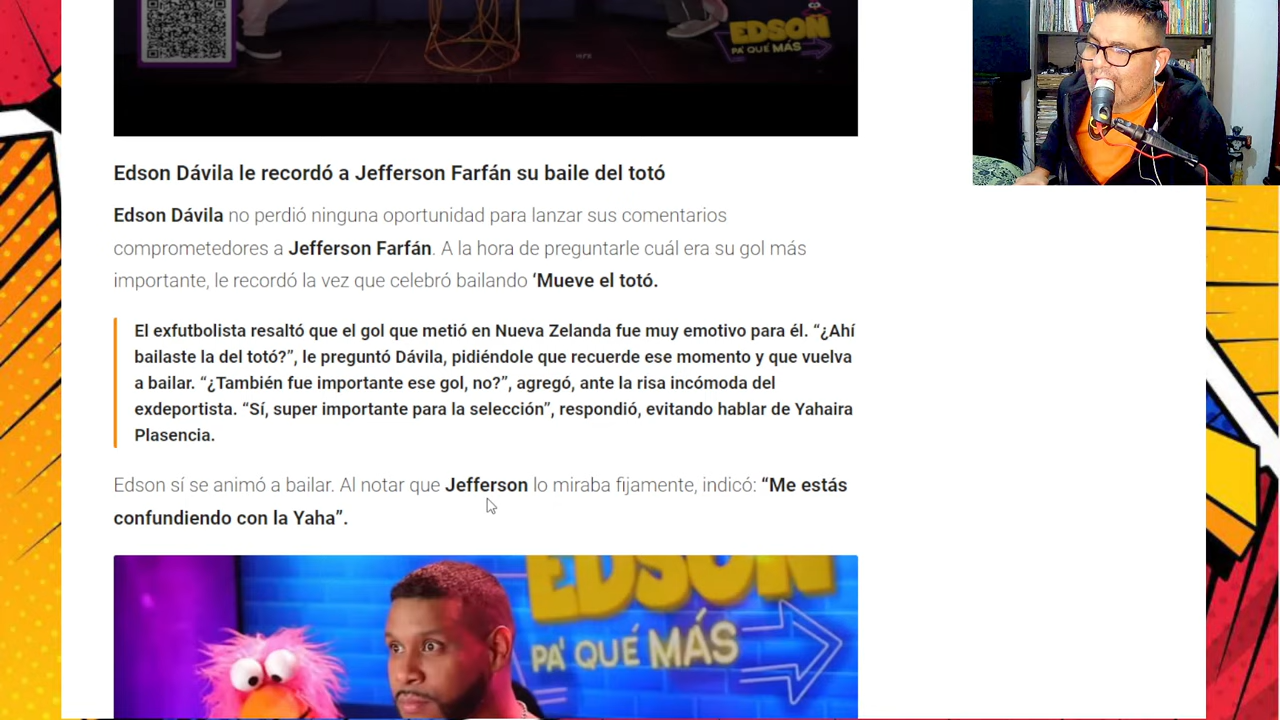 EDSON
PA' QUÉ MÁS
Edson Dávila le recordó a Jefferson Farfán su baile del totó
Edson Dávila no perdió ninguna oportunidad para lanzar sus comentarios
comprometedores a Jefferson Farfán. A la hora de preguntarle cuál era su gol más
importante, le recordó la vez que celebró bailando ‘Mueve el totó.
El exfutbolista resaltó que el gol que metió en Nueva Zelanda fue muy emotivo para él. “¿Ahí
bailaste la del totó?”, le preguntó Dávila, pidiéndole que recuerde ese momento y que vuelva
a bailar. “¿También fue importante ese gol, no?”, agregó, ante la risa incómoda del
exdeportista. “Sí, super importante para la selección”, respondió, evitando hablar de Yahaira
Plasencia.
Edson sí se animó a bailar. Al notar que Jefferson lo miraba fijamente, indicó: “Me estás
confundiendo con la Yaha”.
EDSON
PA' QUÉ MÁS